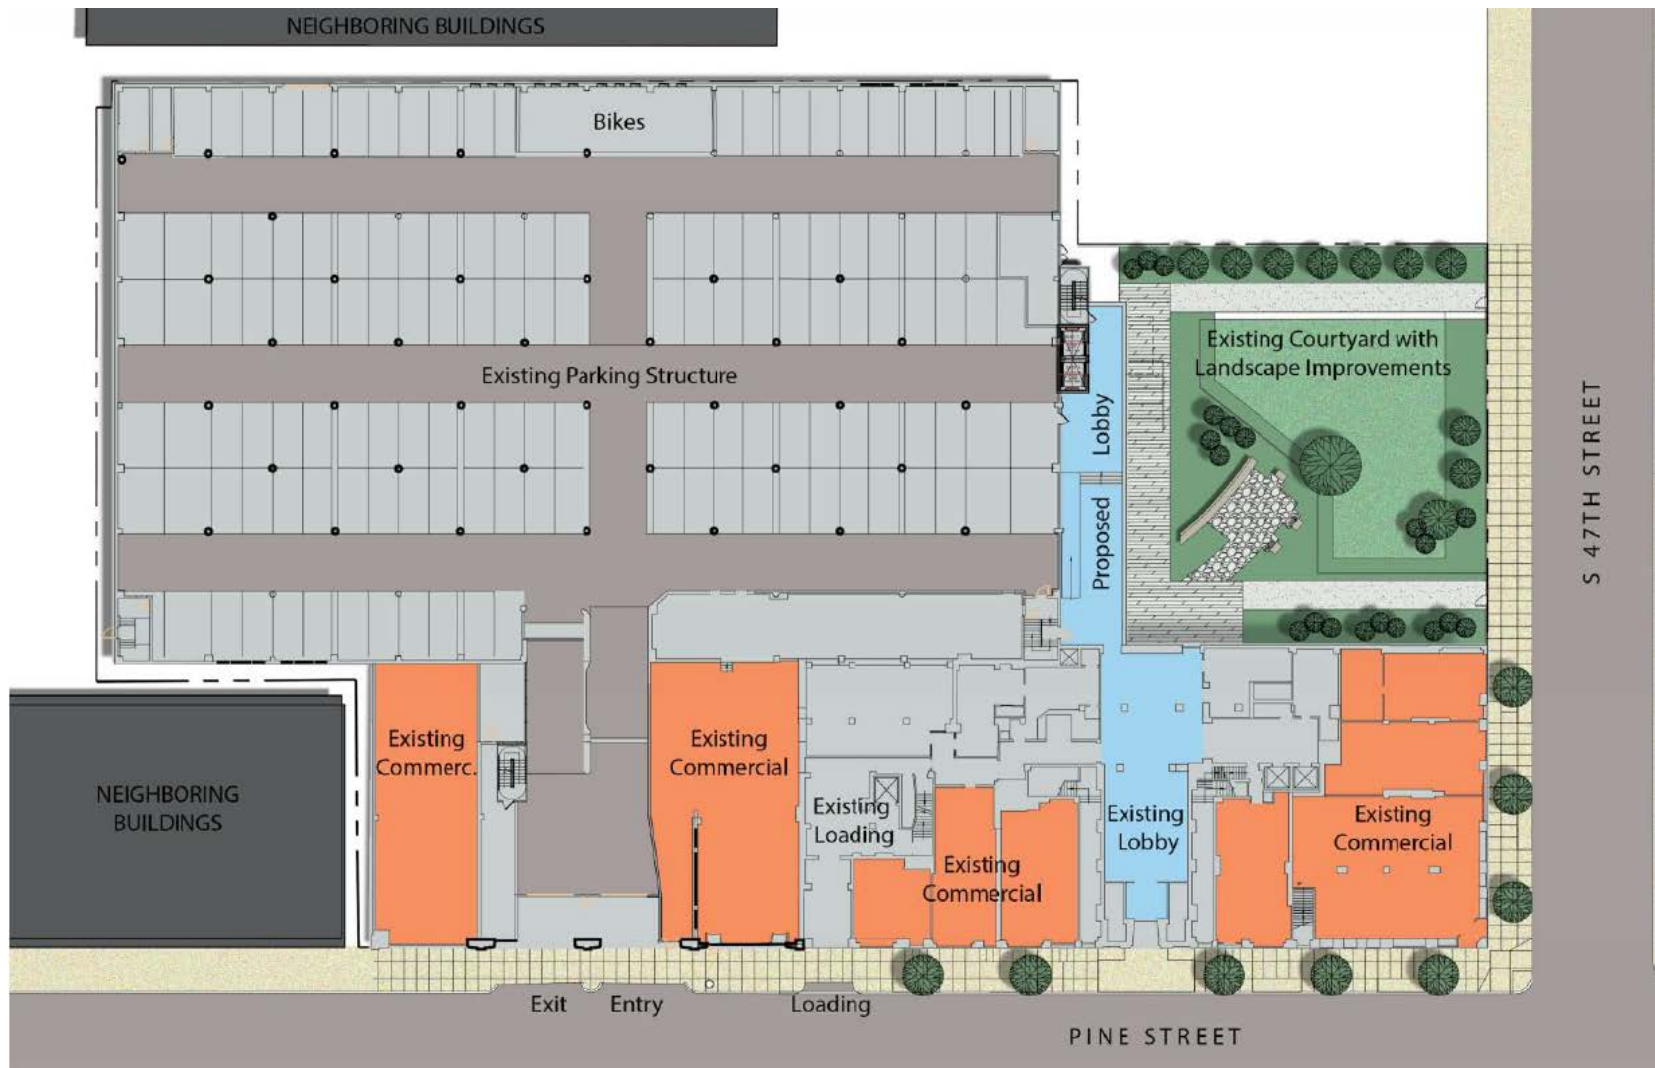 NEIGHBORING BUILDINGS
Bikes
Existing Parking Structure
Existing Courtyard with
Landscape Improvements
Proposed Lobby
S 47TH STREET
Existing
Commerc.
Existing
Commercial
Existing
Loading
Existing
Commercial
Existing
Lobby
Existing
Commercial
NEIGHBORING
BUILDINGS
Exit
Entry
Loading
PINE STREET